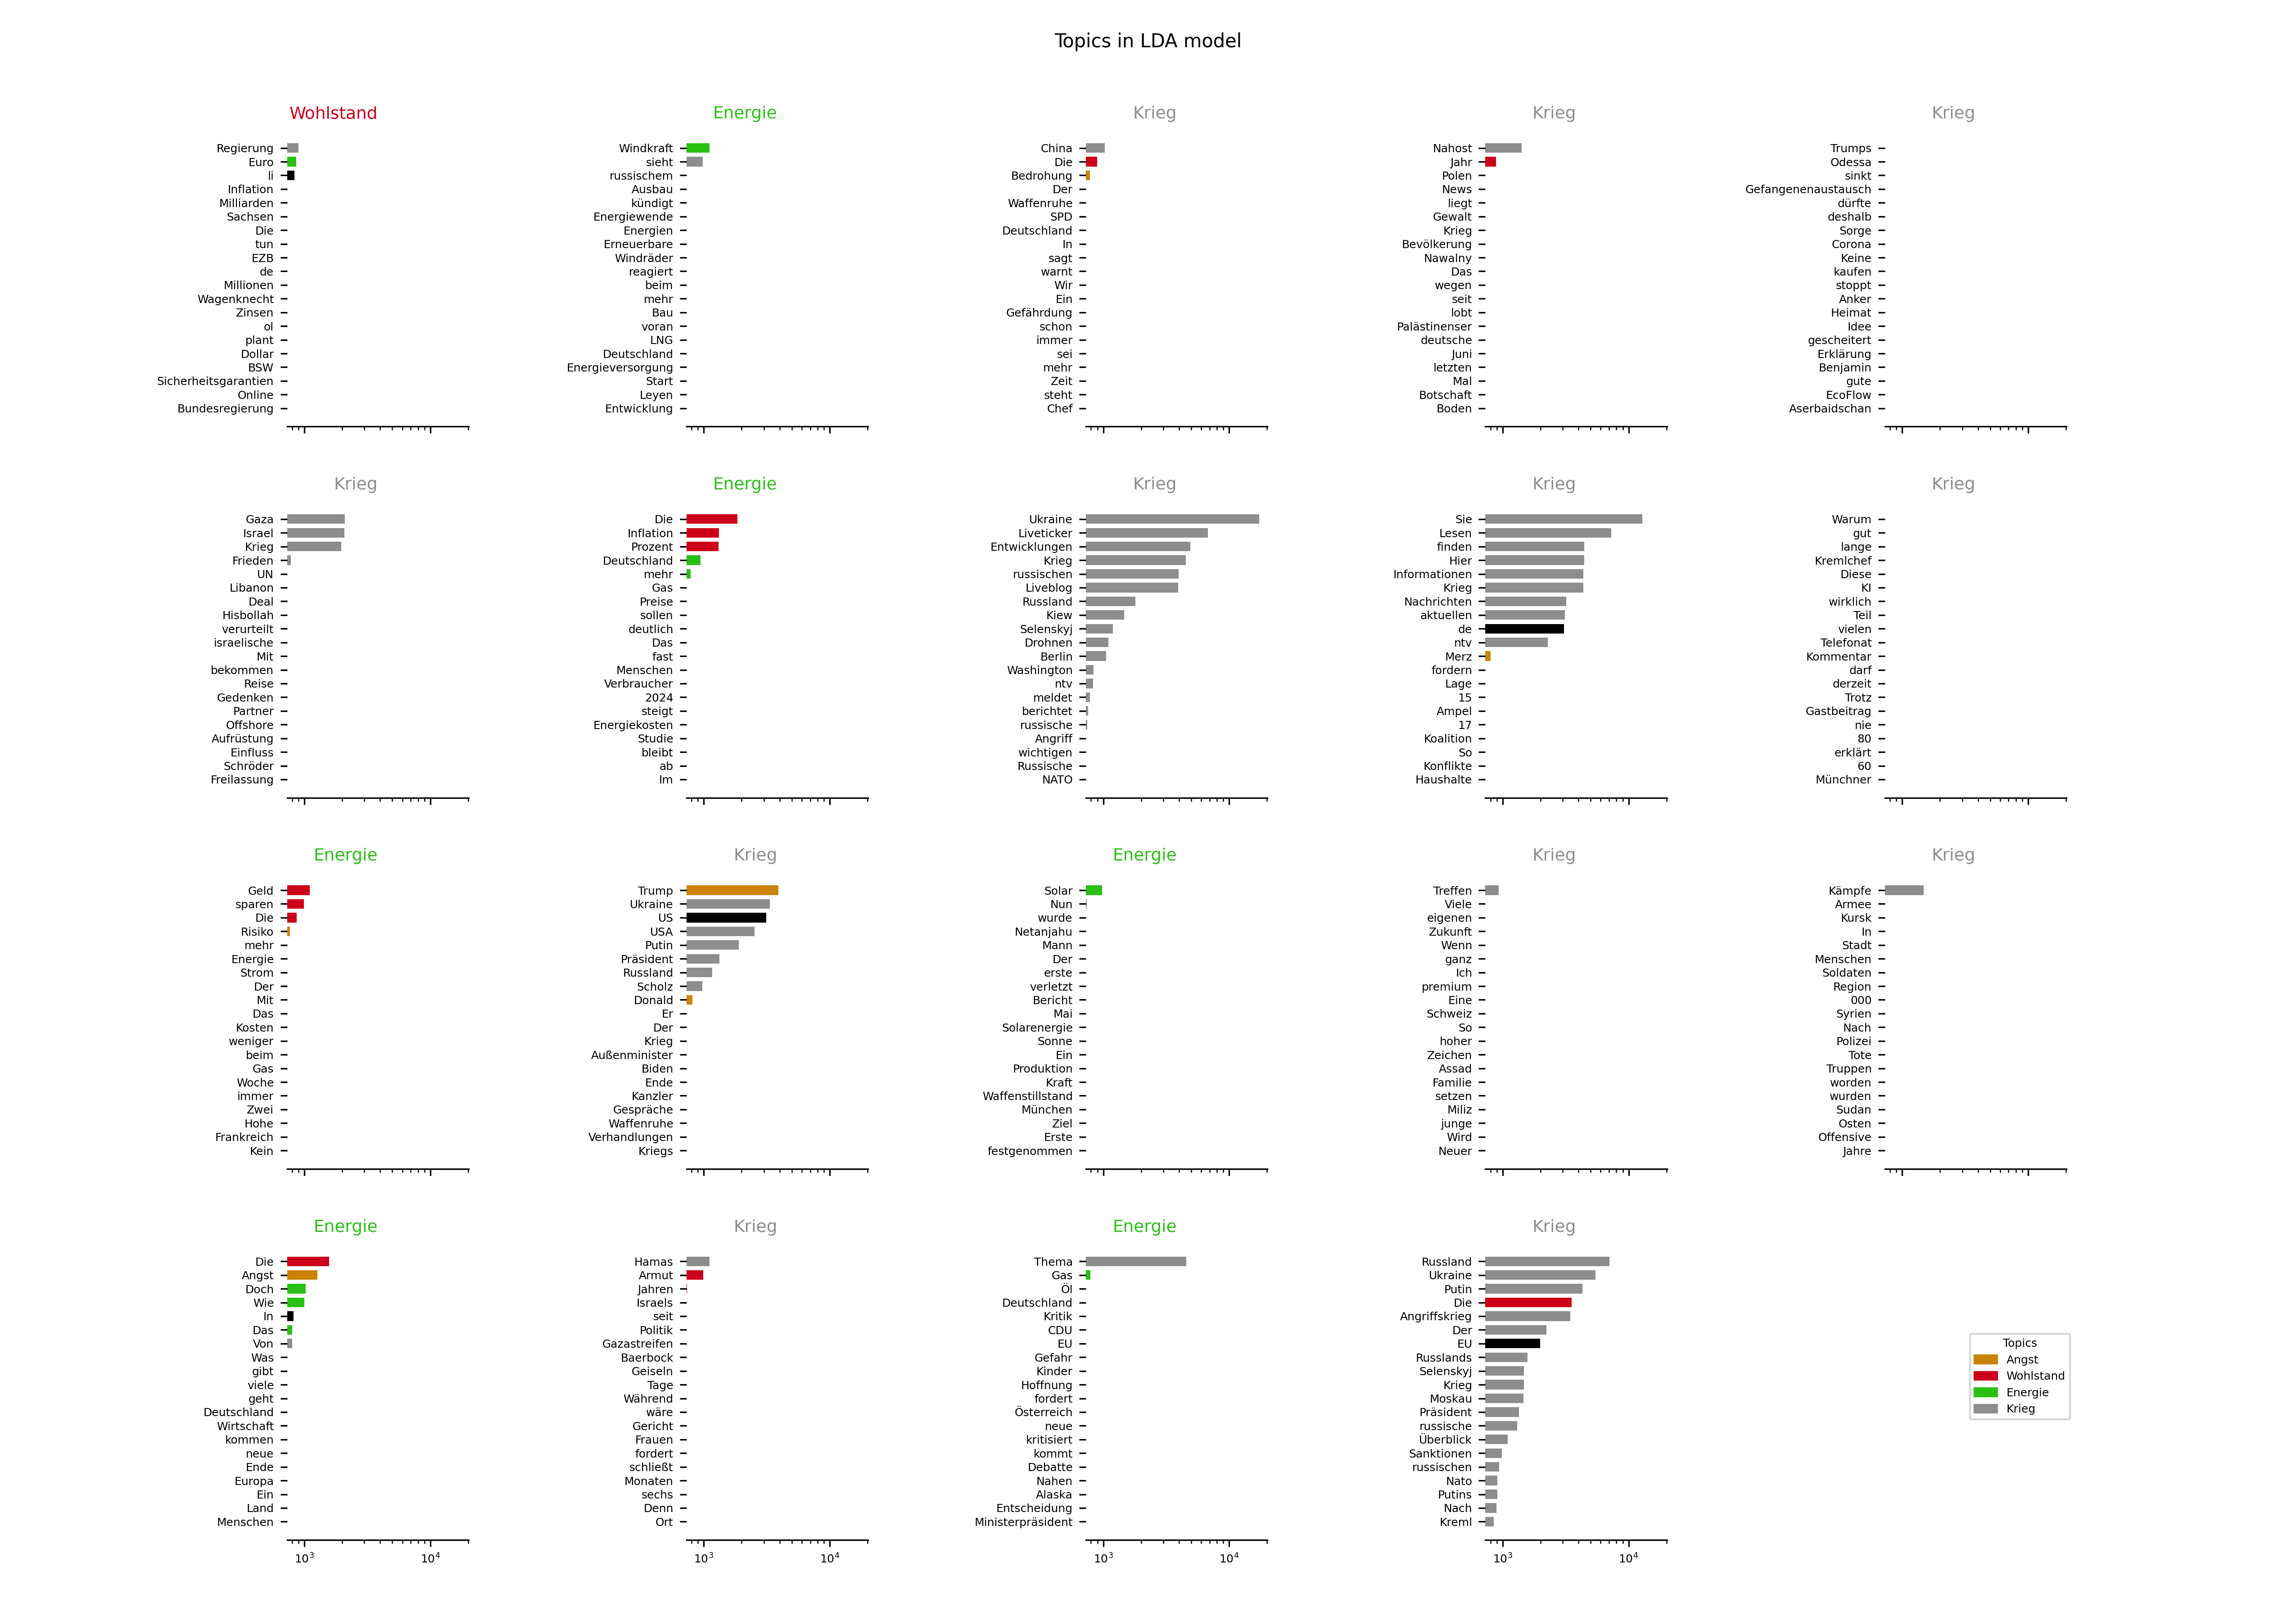 Topics in LDA model
Wohlstand
Regierung
Euro
li
Inflation
Milliarden
Sachsen
Die
tun
EZB
de
Millionen
Wagenknecht
Zinsen
ol
plant
Dollar
BSW
Sicherheitsgarantien
Online
Bundesregierung
Energie
Windkraft
sieht
russischem
Ausbau
kündigt
Energiewende
Energien
Erneuerbare
Windräder
reagiert
beim
mehr
Bau
voran
LNG
Deutschland
Energieversorgung
Start
Leyen
Entwicklung
Krieg
China
Die
Bedrohung
Der
Waffenruhe
SPD
Deutschland
In
sagt
warnt
Wir
Ein
Gefährdung
schon
immer
sei
mehr
Zeit
steht
Chef
Krieg
Nahost
Jahr
Polen
News
liegt
Gewalt
Krieg
Bevölkerung
Nawalny
Das
wegen
seit
lobt
Palästinenser
deutsche
Juni
letzten
Mal
Botschaft
Boden
Krieg
Trumps
Odessa
sinkt
Gefangenenaustausch
dürfte
deshalb
Sorge
Corona
Keine
kaufen
stoppt
Anker
Heimat
Idee
gescheitert
Erklärung
Benjamin
gute
EcoFlow
Aserbaidschan
Krieg
Gaza
Israel
Krieg
Frieden
UN
Libanon
Deal
Hisbollah
verurteilt
israelische
Mit
bekommen
Reise
Gedenken
Partner
Offshore
Aufrüstung
Einfluss
Schröder
Freilassung
Energie
Die
Inflation
Prozent
Deutschland
mehr
Gas
Preise
sollen
deutlich
Das
fast
Menschen
Verbraucher
2024
steigt
Energiekosten
Studie
bleibt
ab
Im
Krieg
Ukraine
Liveticker
Entwicklungen
Krieg
russischen
Liveblog
Russland
Kiew
Selenskyj
Drohnen
Berlin
Washington
ntv
meldet
berichtet
russische
Angriff
wichtigen
Russische
NATO
Krieg
Sie
Lesen
finden
Hier
Informationen
Krieg
Nachrichten
aktuellen
de
ntv
Merz
fordern
Lage
15
Ampel
17
Koalition
So
Konflikte
Haushalte
Krieg
Warum
gut
lange
Kremlchef
Diese
KI
wirklich
Teil
vielen
Telefonat
Kommentar
darf
derzeit
Trotz
Gastbeitrag
nie
80
erklärt
60
Münchner
Energie
Geld
sparen
Die
Risiko
mehr
Energie
Strom
Der
Mit
Das
Kosten
weniger
beim
Gas
Woche
immer
Zwei
Hohe
Frankreich
Kein
Krieg
Trump
Ukraine
US
USA
Putin
Präsident
Russland
Scholz
Donald
Er
Der
Krieg
Außenminister
Biden
Ende
Kanzler
Gespräche
Waffenruhe
Verhandlungen
Kriegs
Energie
Solar
Nun
wurde
Netanjahu
Mann
Der
erste
verletzt
Bericht
Mai
Solarenergie
Sonne
Ein
Produktion
Kraft
Waffenstillstand
München
Ziel
Erste
festgenommen
Krieg
Treffen
Viele
eigenen
Zukunft
Wenn
ganz
Ich
premium
Eine
Schweiz
So
hoher
Zeichen
Assad
Familie
setzen
Miliz
junge
Wird
Neuer
Krieg
Kämpfe
Armee
Kursk
In
Stadt
Menschen
Soldaten
Region
000
Syrien
Nach
Polizei
Tote
Truppen
worden
wurden
Sudan
Osten
Offensive
Jahre
Energie
Die
Angst
Doch
Wie
In
Das
Von
Was
gibt
viele
geht
Deutschland
Wirtschaft
kommen
neue
Ende
Europa
Ein
Land
Menschen
10³ 10⁴
Krieg
Hamas
Armut
Jahren
Israels
seit
Politik
Gazastreifen
Baerbock
Geiseln
Tage
Während
wäre
Gericht
Frauen
fordert
schließt
Monaten
sechs
Denn
Ort
10³ 10⁴
Energie
Thema
Gas
Öl
Deutschland
Kritik
CDU
EU
Gefahr
Kinder
Hoffnung
fordert
Österreich
neue
kritisiert
kommt
Debatte
Nahen
Alaska
Entscheidung
Ministerpräsident
10³ 10⁴
Krieg
Russland
Ukraine
Putin
Die
Angriffskrieg
Der
EU
Russlands
Selenskyj
Krieg
Moskau
Präsident
russische
Überblick
Sanktionen
russischen
Nato
Putins
Nach
Kreml
10³ 10⁴
Topics
Angst
Wohlstand
Energie
Krieg